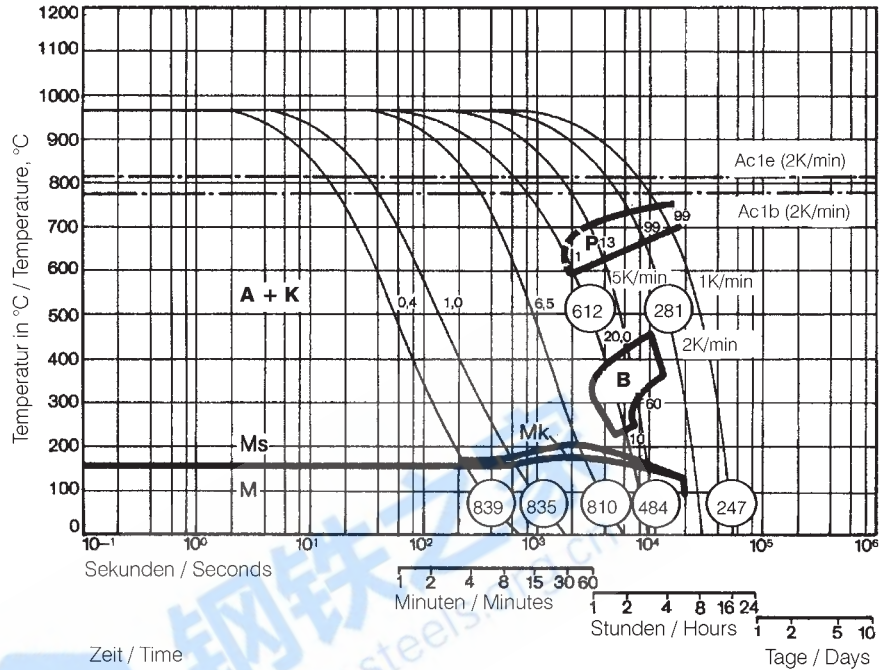 1200
1100
1000
900
800
700
600
500
400
300
200
100
0
Temperatur in °C / Temperature, °C
Ac1e (2K/min)
Ac1b (2K/min)
A + K
P
1
13
99
99
5K/min
1K/min
2K/min
0,4
1,0
6,5
20,0
612
281
B
60
10
Ms
Mk
M
839
835
810
484
247
10⁻¹ 10⁰ 10¹ 10² 10³ 10⁴ 10⁵ 10⁶
Sekunden / Seconds
1 2 4 8 15 30 60
Minuten / Minutes
1 2 4 8 16 24
Stunden / Hours
1 2 5 10
Tage / Days
Zeit / Time
钢铁之家